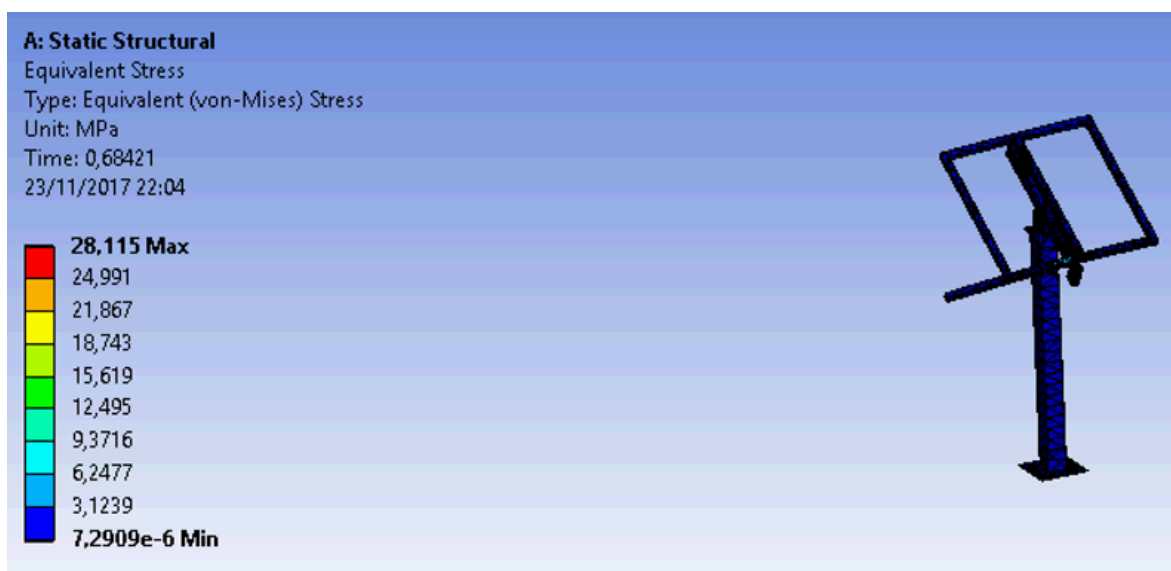 A: Static Structural
Equivalent Stress
Type: Equivalent (von-Mises) Stress
Unit: MPa
Time: 0,68421
23/11/2017 22:04
28,115 Max
24,991
21,867
18,743
15,619
12,495
9,3716
6,2477
3,1239
7,2909e-6 Min